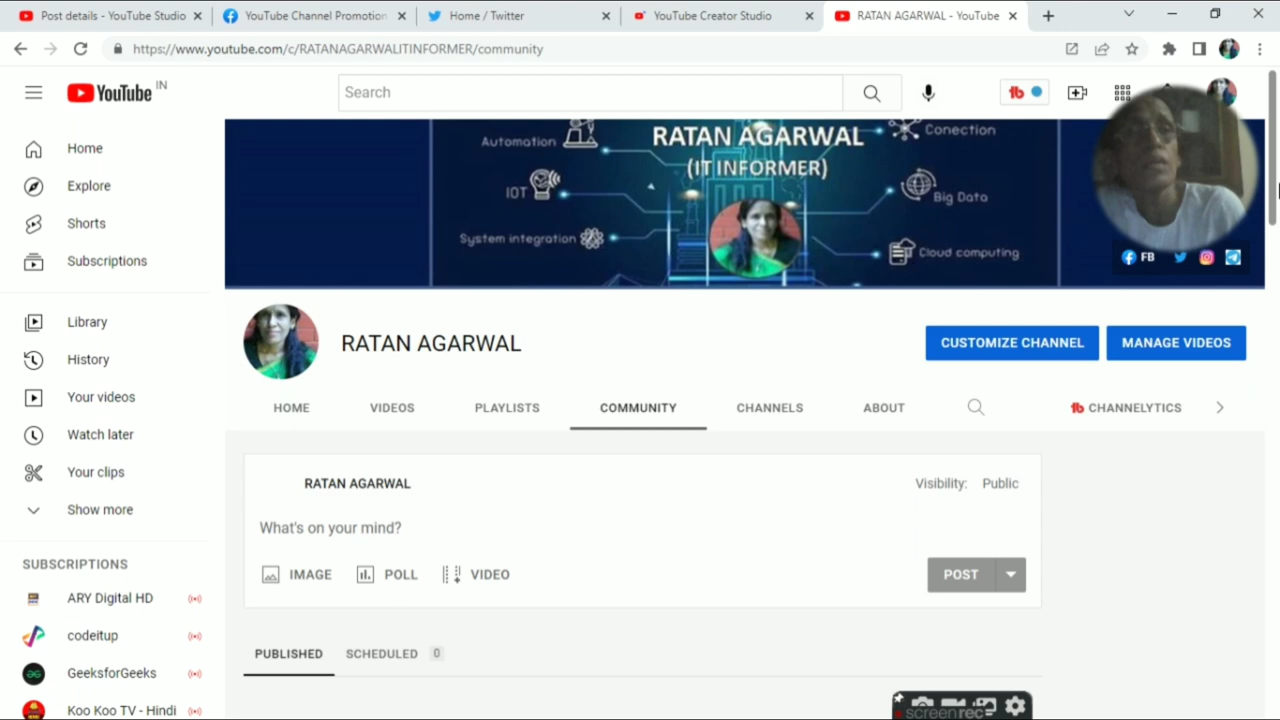 Post details - YouTube Studio
YouTube Channel Promotion
Home / Twitter
YouTube Creator Studio
RATAN AGARWAL - YouTube
https://www.youtube.com/c/RATANAGARWALITINFORMER/community
YouTube IN
Search
Home
Explore
Shorts
Subscriptions
Library
History
Your videos
Watch later
Your clips
Show more
SUBSCRIPTIONS
ARY Digital HD
codeitup
GeeksforGeeks
Koo Koo TV - Hindi
Automation
RATAN AGARWAL
Conection
(IT INFORMER)
IOT
Big Data
System integration
Cloud computing
FB
RATAN AGARWAL
CUSTOMIZE CHANNEL
MANAGE VIDEOS
HOME
VIDEOS
PLAYLISTS
COMMUNITY
CHANNELS
ABOUT
CHANNELYTICS
RATAN AGARWAL
Visibility: Public
What's on your mind?
IMAGE
POLL
VIDEO
POST
PUBLISHED
SCHEDULED 0
screenrec